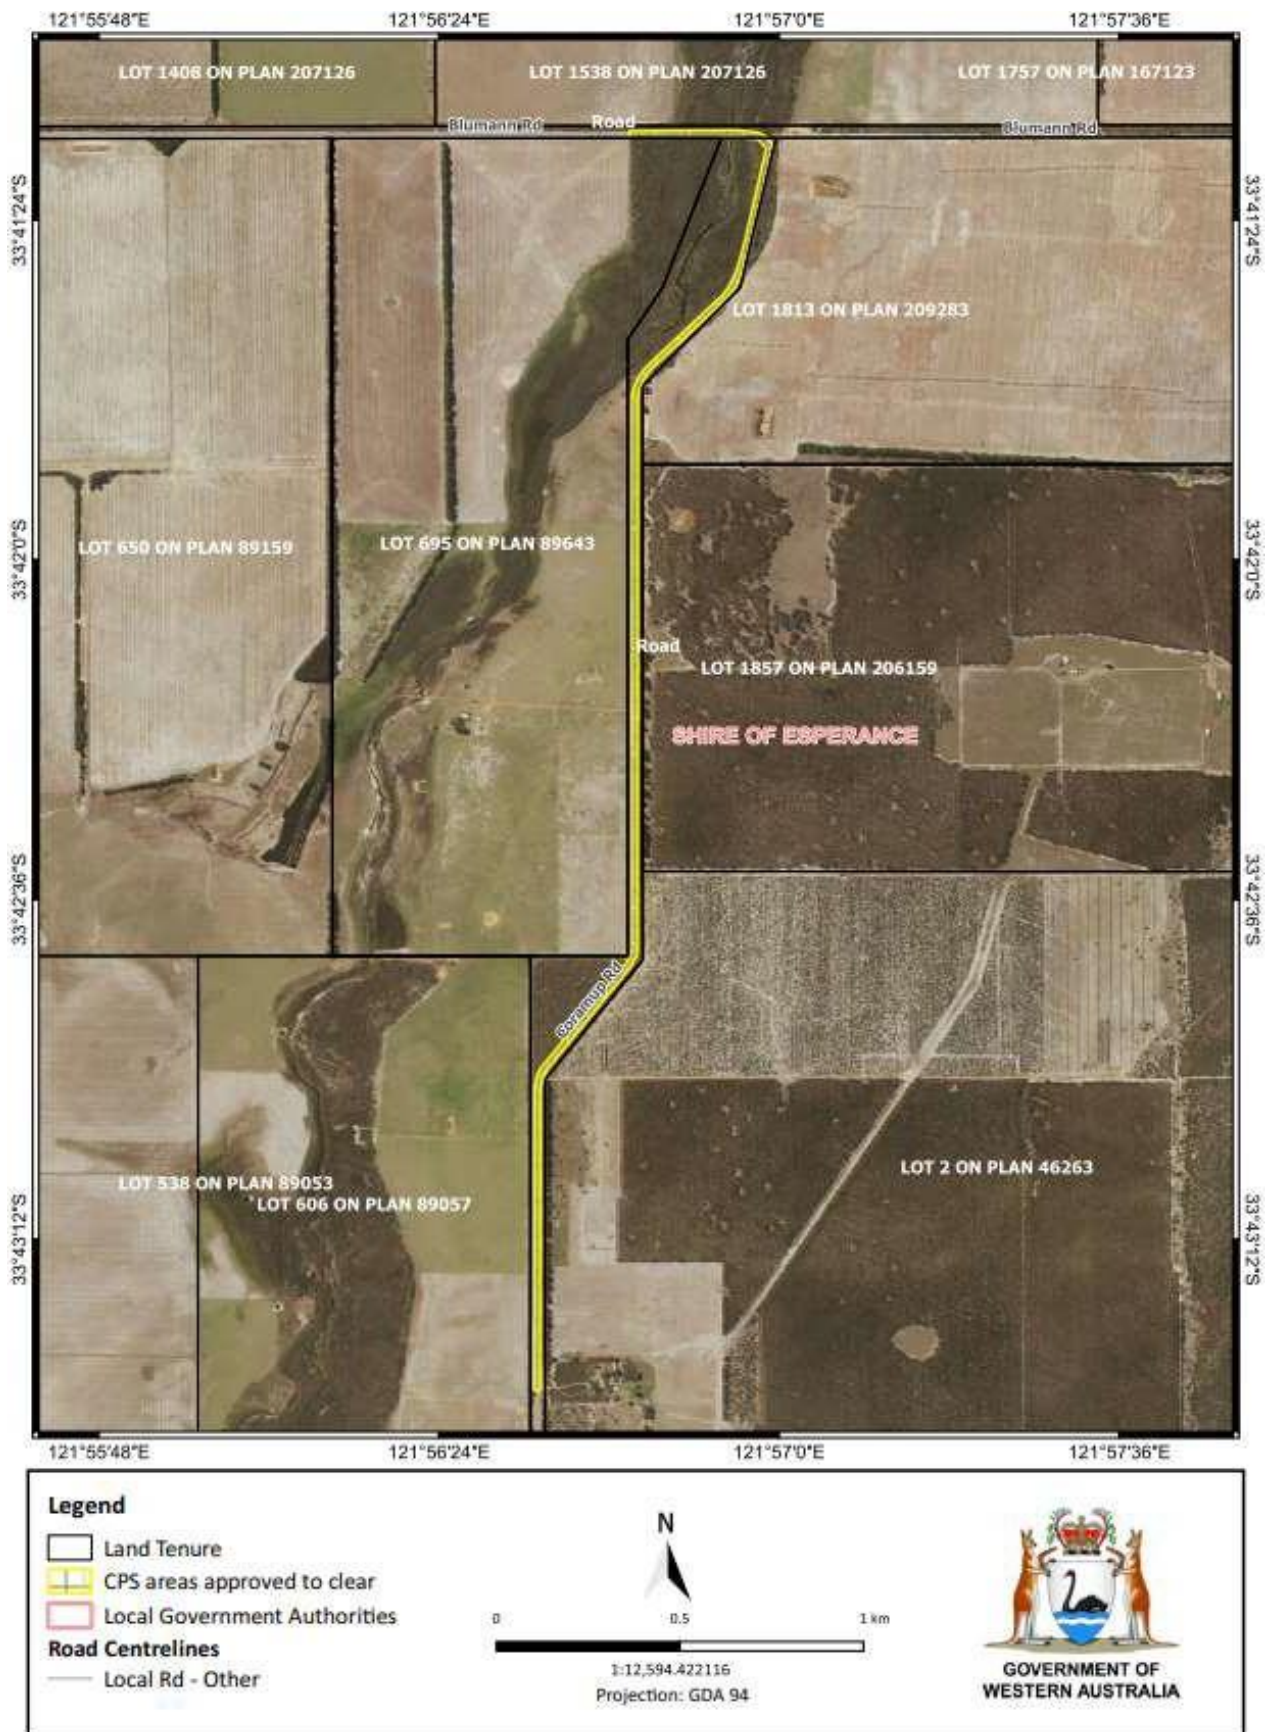 121°55'48"E 121°56'24"E 121°57'0"E 121°57'36"E
LOT 1408 ON PLAN 207126 LOT 1538 ON PLAN 207126 LOT 1757 ON PLAN 167123
Blumann Rd Road Blumann Rd
33°41'24"S 33°41'24"S
LOT 1813 ON PLAN 209283
LOT 650 ON PLAN 89159 LOT 695 ON PLAN 89643
33°42'0"S 33°42'0"S
Road
LOT 1857 ON PLAN 206159
SHIRE OF ESPERANCE
33°42'36"S 33°42'36"S
Coramup Rd
LOT 2 ON PLAN 46263
LOT 538 ON PLAN 89053
LOT 606 ON PLAN 89057
33°43'12"S 33°43'12"S
121°55'48"E 121°56'24"E 121°57'0"E 121°57'36"E
Legend
Land Tenure
CPS areas approved to clear
Local Government Authorities
Road Centrelines
Local Rd - Other
N
0 0.5 1 km
1:12,594.422116
Projection: GDA 94
GOVERNMENT OF
WESTERN AUSTRALIA